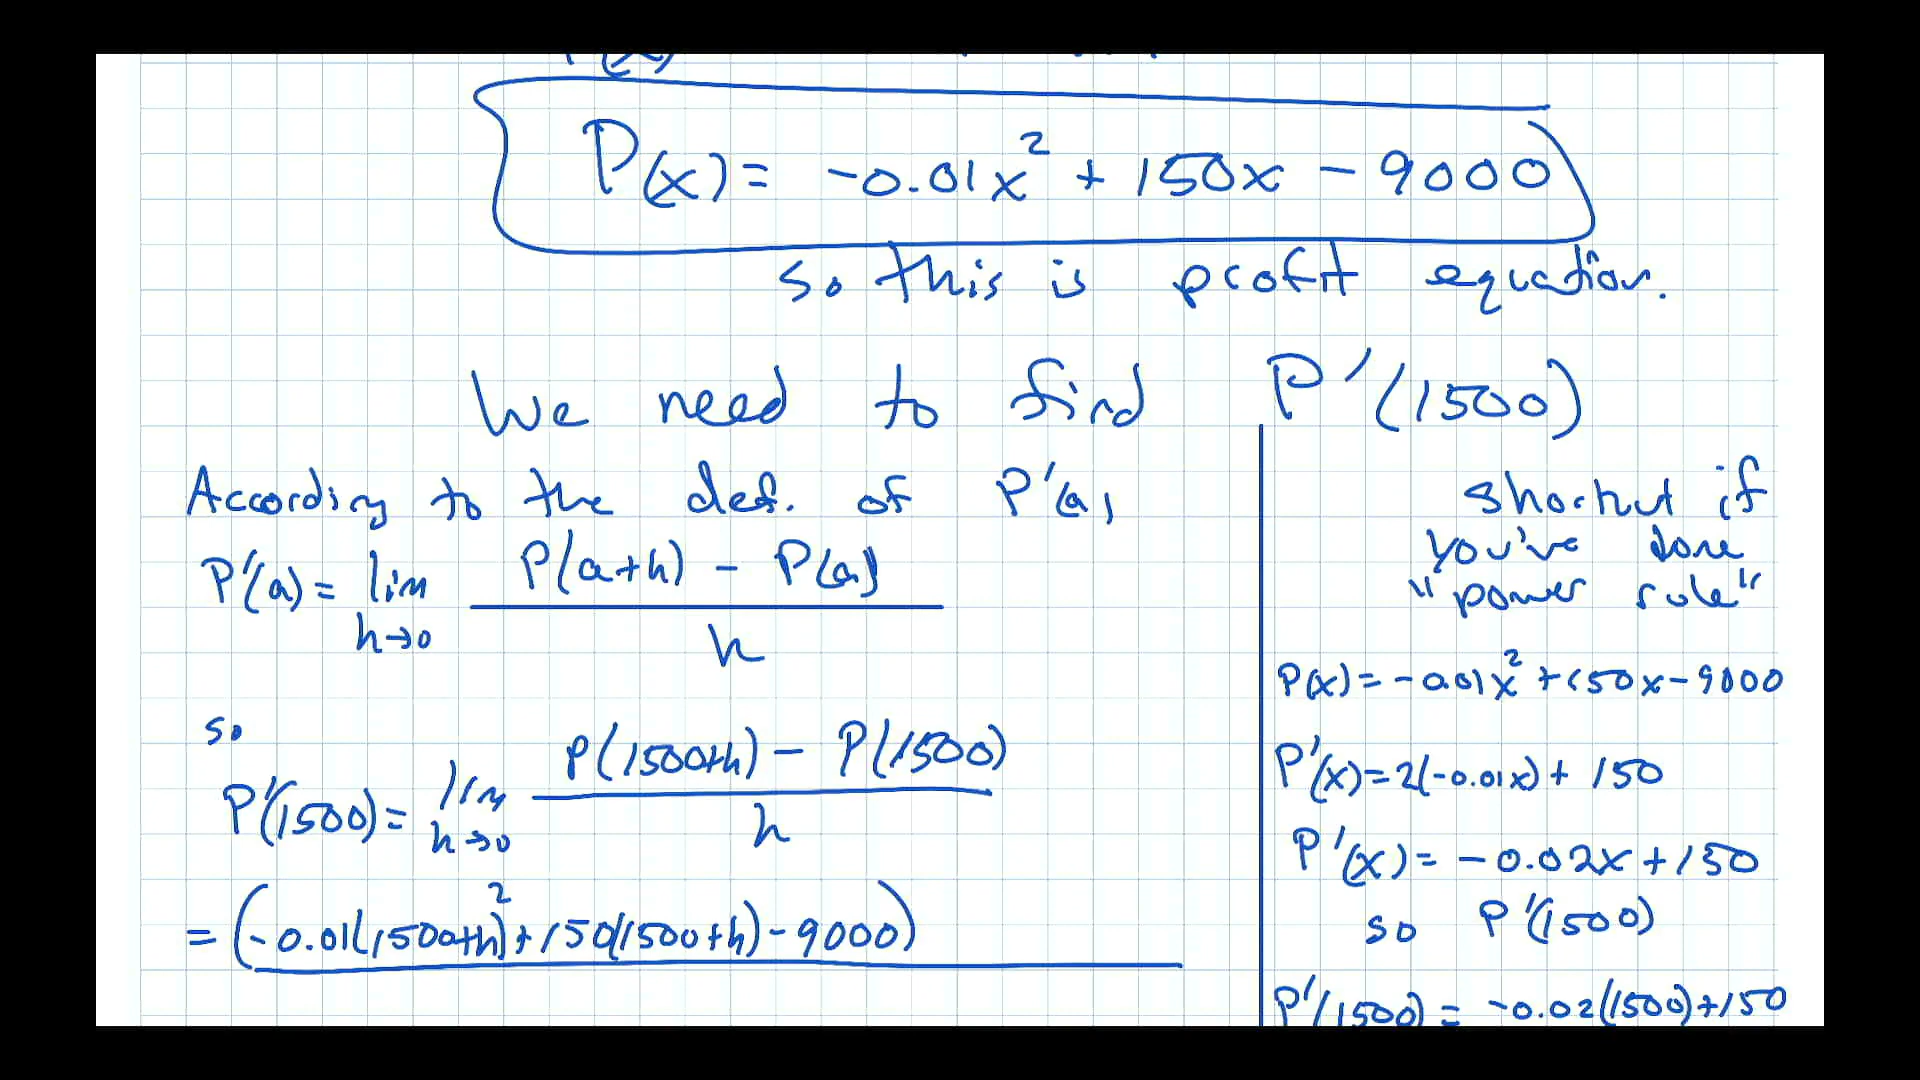 P(x) = -0.01x² + 150x - 9000
so this is profit equation.
We need to find P'(1500)
According to the def. of P'(a)
P'(a) = lim h→0 P(a+h) - P(a) / h
so
P'(1500) = lim h→0 P(1500+h) - P(1500) / h
= (-0.01(1500+h)² + 150(1500+h) - 9000)
shortcut if
you've done
"power rule"
P(x) = -0.01x² + 150x - 9000
P'(x) = 2(-0.01x) + 150
P'(x) = -0.02x + 150
so P'(1500)
P'(1500) = -0.02(1500) + 150